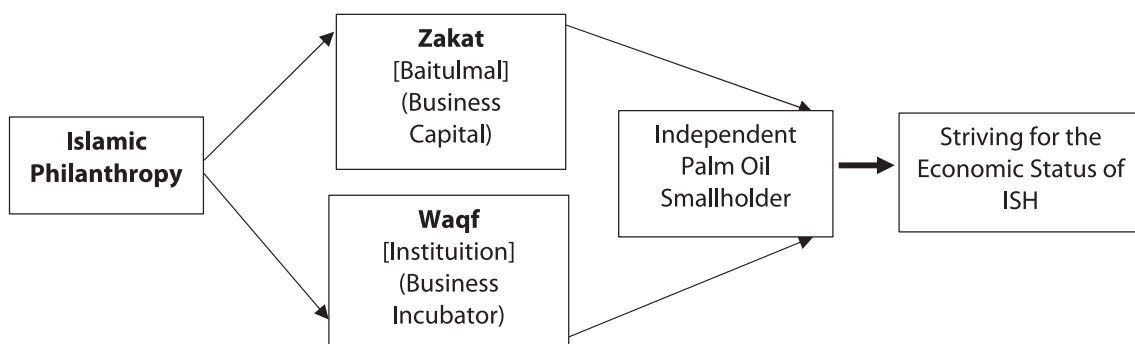 Islamic
Philanthropy
Zakat
[Baitulmal]
(Business
Capital)
Waqf
[Instituition]
(Business
Incubator)
Independent
Palm Oil
Smallholder
Striving for the
Economic Status of
ISH